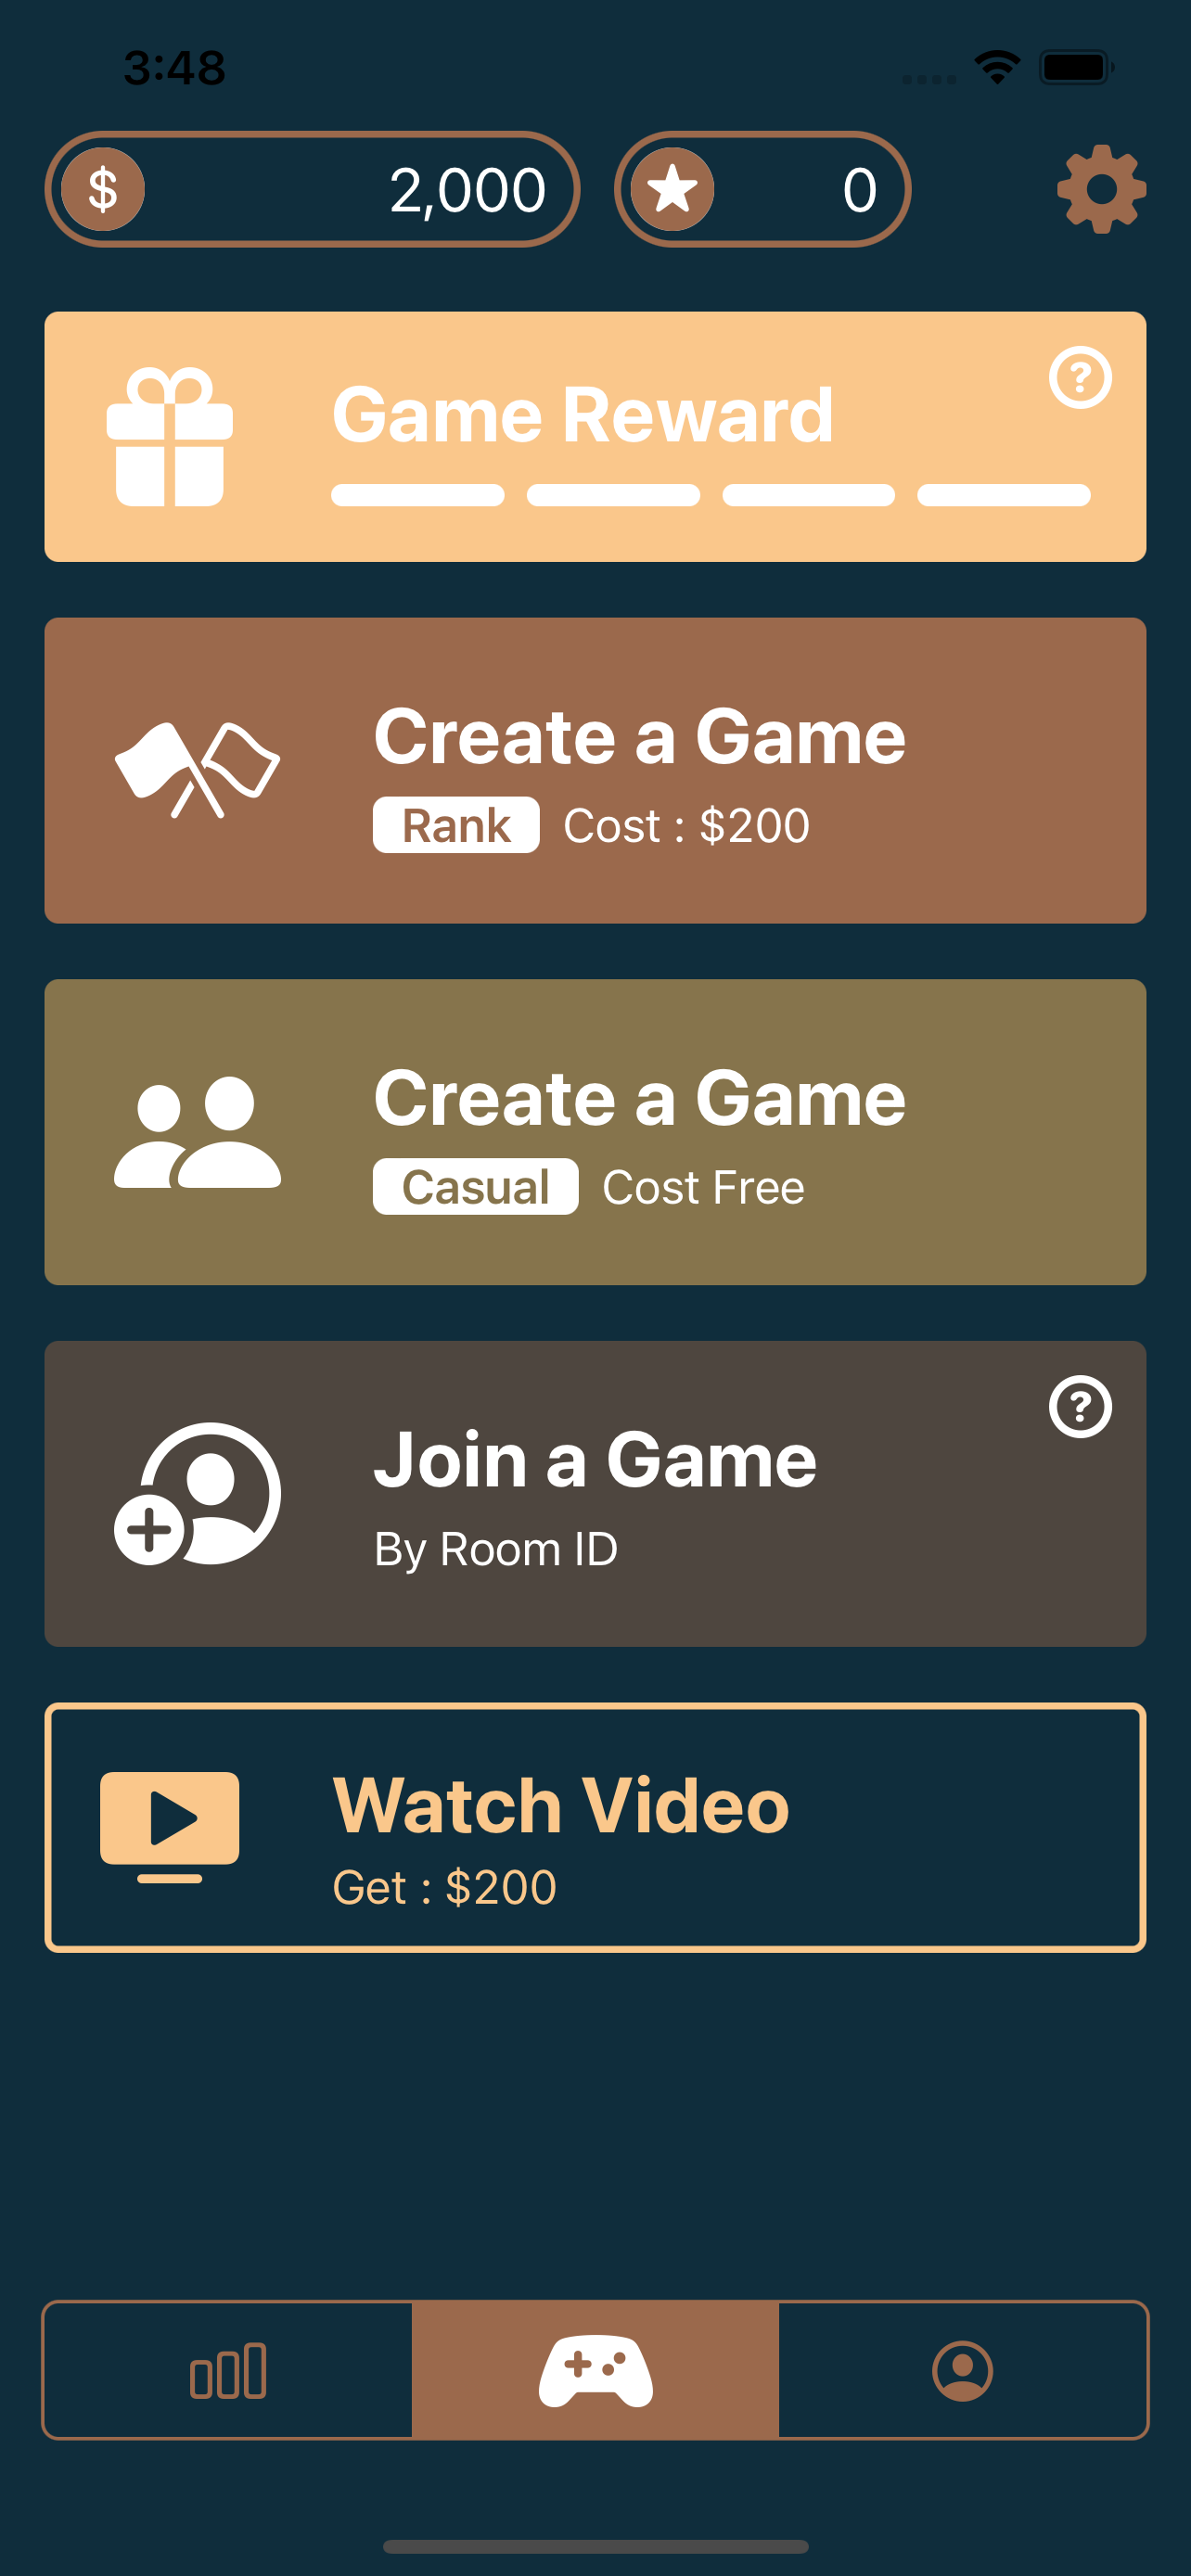 3:48
$ 2,000 0
Game Reward ?
Create a Game
Rank Cost : $200
Create a Game
Casual Cost Free
Join a Game ?
By Room ID
Watch Video
Get : $200